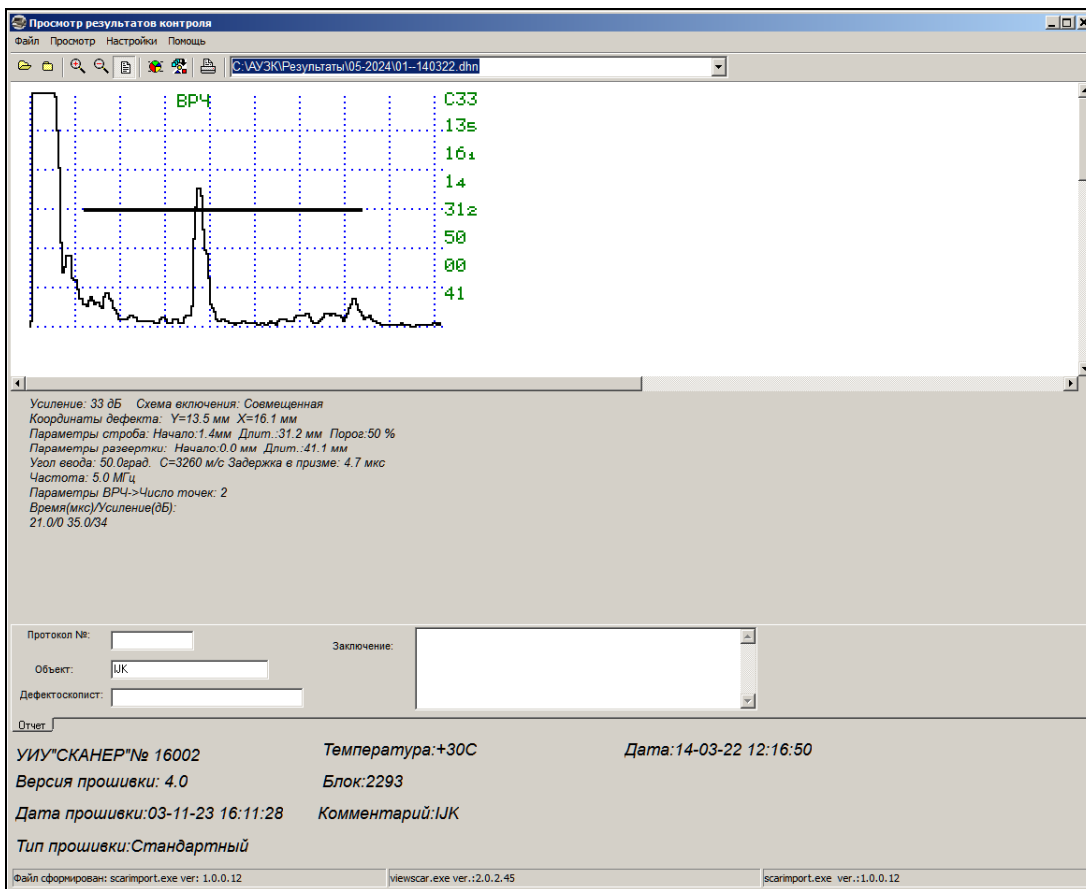 Просмотр результатов контроля
Файл Просмотр Настройки Помощь
C:\АУЗК\Результаты\05-2024\01--140322.dhn
ВРЧ
С33
13₅
16₁
14
31₂
50
00
41
Усиление: 33 дБ Схема включения: Совмещенная
Координаты дефекта: Y=13.5 мм X=16.1 мм
Параметры строба: Начало:1.4мм Длит.:31.2 мм Порог:50 %
Параметры развертки: Начало:0.0 мм Длит.:41.1 мм
Угол ввода: 50.0град. С=3260 м/с Задержка в призме: 4.7 мкс
Частота: 5.0 МГц
Параметры ВРЧ->Число точек: 2
Время(мкс)/Усиление(дБ):
21.0/0 35.0/34
Протокол №:
Заключение:
Объект: IJK
Дефектоскопист:
Отчет
УИУ"СКАНЕР"№ 16002 Температура:+30С Дата:14-03-22 12:16:50
Версия прошивки: 4.0 Блок:2293
Дата прошивки:03-11-23 16:11:28 Комментарий:IJK
Тип прошивки:Стандартный
Файл сформирован: scarimport.exe ver: 1.0.0.12 viewscar.exe ver.:2.0.2.45 scarimport.exe ver.:1.0.0.12